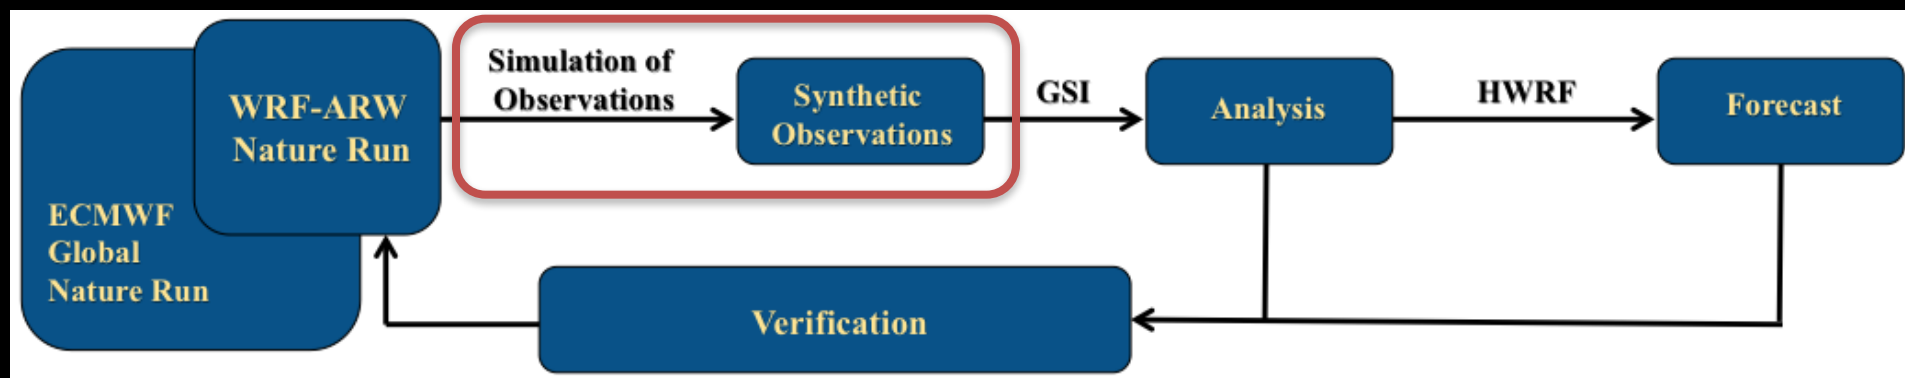 WRF-ARW
Nature Run
ECMWF
Global
Nature Run
Simulation of
Observations
Synthetic
Observations
GSI
Analysis
HWRF
Forecast
Verification